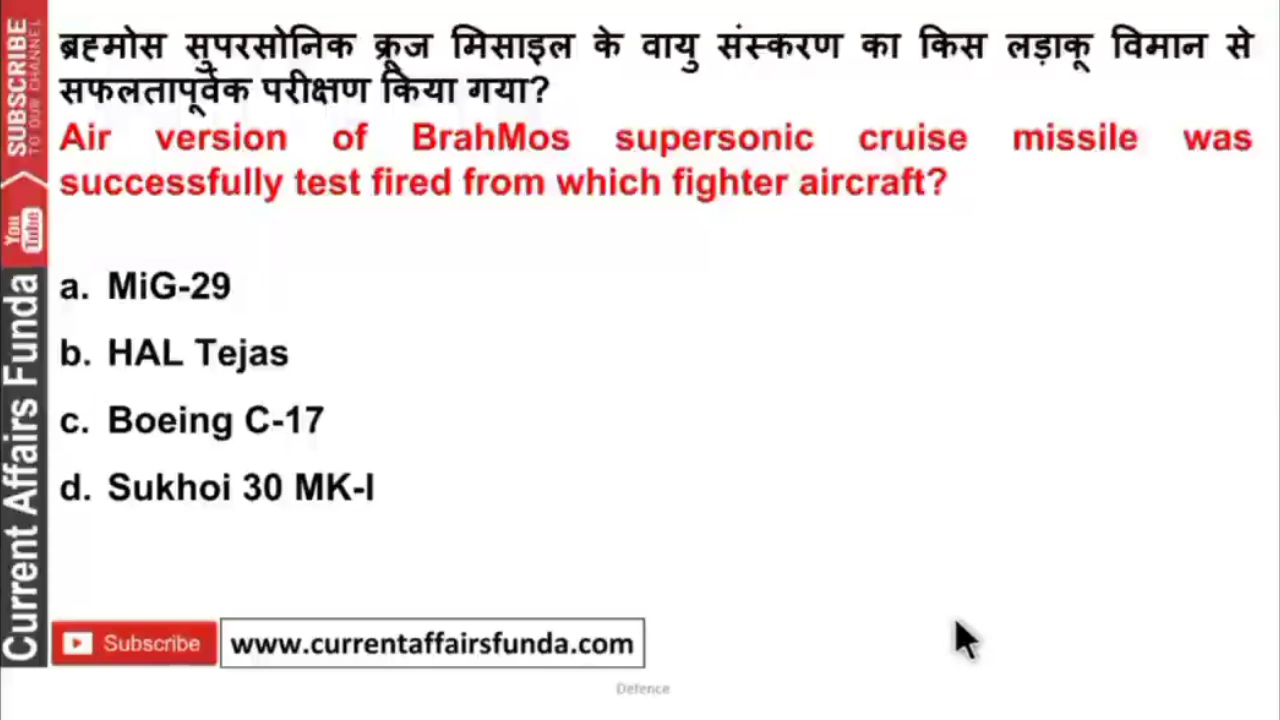 ब्रह्मोस सुपरसोनिक क्रूज मिसाइल के वायु संस्करण का किस लड़ाकू विमान से
सफलतापूर्वक परीक्षण किया गया?
Air version of BrahMos supersonic cruise missile was
successfully test fired from which fighter aircraft?
a. MiG-29
b. HAL Tejas
c. Boeing C-17
d. Sukhoi 30 MK-I
SUBSCRIBE
TO OUR CHANNEL
You
Tube
Current Affairs Funda
Subscribe
www.currentaffairsfunda.com
Defence